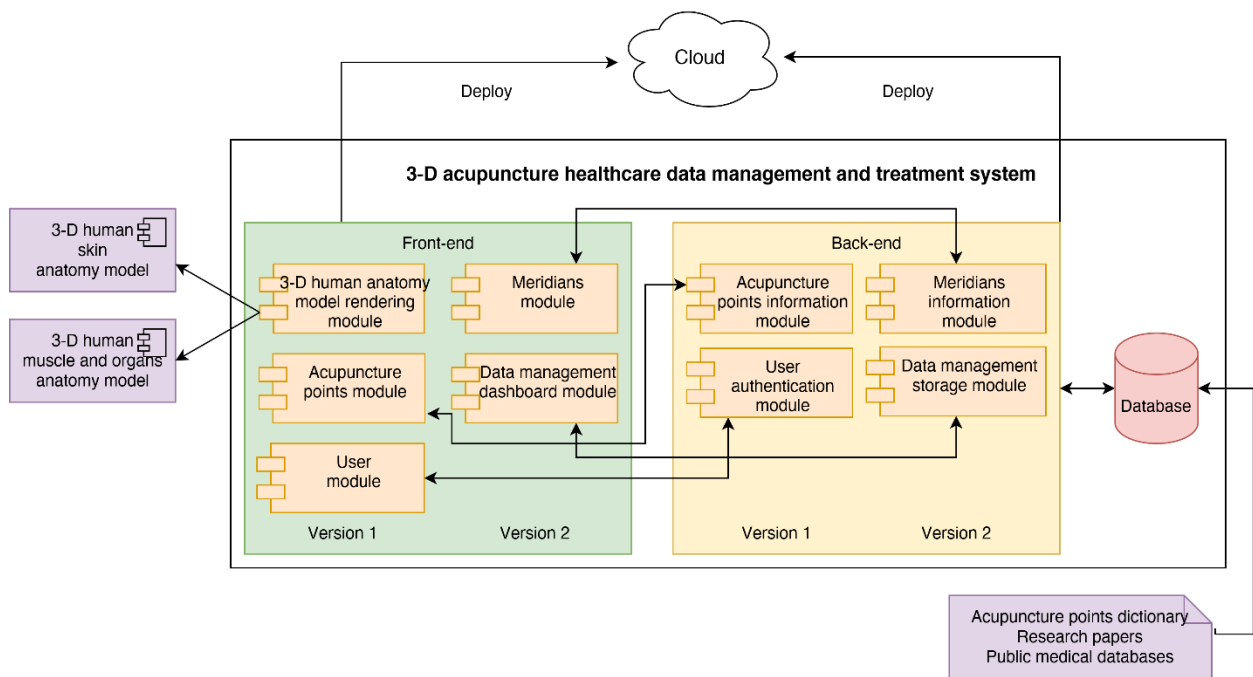 Cloud
Deploy
Deploy
3-D acupuncture healthcare data management and treatment system
3-D human
skin
anatomy model
3-D human
muscle and organs
anatomy model
Front-end
3-D human anatomy
model rendering
module
Meridians
module
Acupuncture
points module
Data management
dashboard module
User
module
Version 1
Version 2
Back-end
Acupuncture
points information
module
Meridians
information
module
User
authentication
module
Data management
storage module
Version 1
Version 2
Database
Acupuncture points dictionary
Research papers
Public medical databases